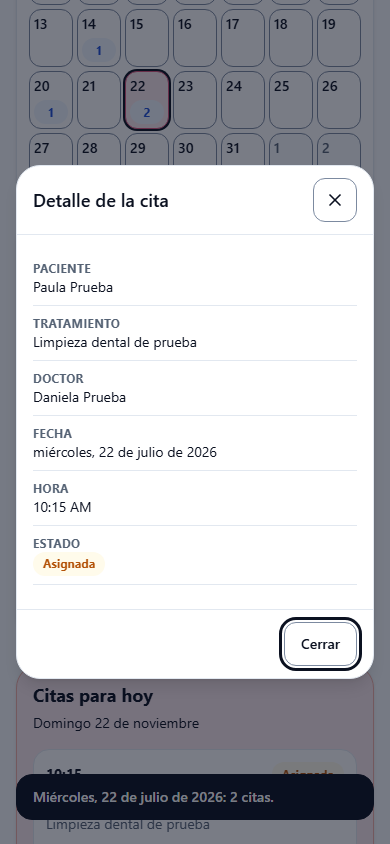 13 14 15 16 17 18 19
1
20 21 22 23 24 25 26
1 2
27 28 29 30 31 1 2
Detalle de la cita
PACIENTE
Paula Prueba
TRATAMIENTO
Limpieza dental de prueba
DOCTOR
Daniela Prueba
FECHA
miércoles, 22 de julio de 2026
HORA
10:15 AM
ESTADO
Asignada
Cerrar
Citas para hoy
Domingo 22 de noviembre
10:15 Asignada
Miércoles, 22 de julio de 2026: 2 citas.
Limpieza dental de prueba